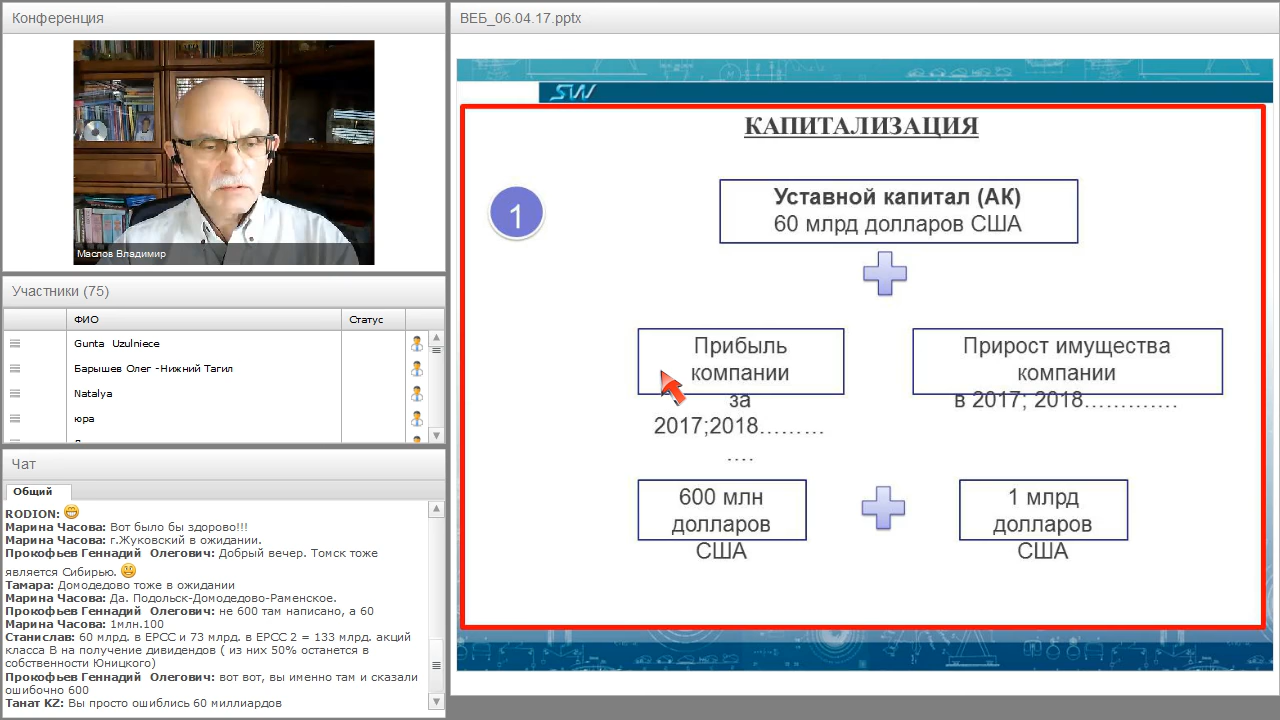 Конференция
Маслов Владимир
Участники (75)
ФИО
Статус
Gunta Uzulniece
Барышев Олег -Нижний Тагил
Natalya
юра
Чат
Общий
RODION:
Марина Часова: Вот было бы здорово!!!
Марина Часова: г.Жуковский в ожидании.
Прокофьев Геннадий Олегович: Добрый вечер. Томск тоже
является Сибирью.
Тамара: Домодедово тоже в ожидании
Марина Часова: Да. Подольск-Домодедово-Раменское.
Прокофьев Геннадий Олегович: не 600 там написано, а 60
Марина Часова: 1млн.100
Станислав: 60 млрд. в ЕРСС и 73 млрд. в ЕРСС 2 = 133 млрд. акций
класса В на получение дивидендов ( из них 50% останется в
собственности Юницкого)
Прокофьев Геннадий Олегович: вот вот, вы именно там и сказали
ошибочно 600
Танат KZ: Вы просто ошиблись 60 миллиардов
ВЕБ_06.04.17.pptx
SW
КАПИТАЛИЗАЦИЯ
1
Уставной капитал (АК)
60 млрд долларов США
Прибыль
компании
за
2017;2018………
….
Прирост имущества
компании
в 2017; 2018………….
600 млн
долларов
США
1 млрд
долларов
США